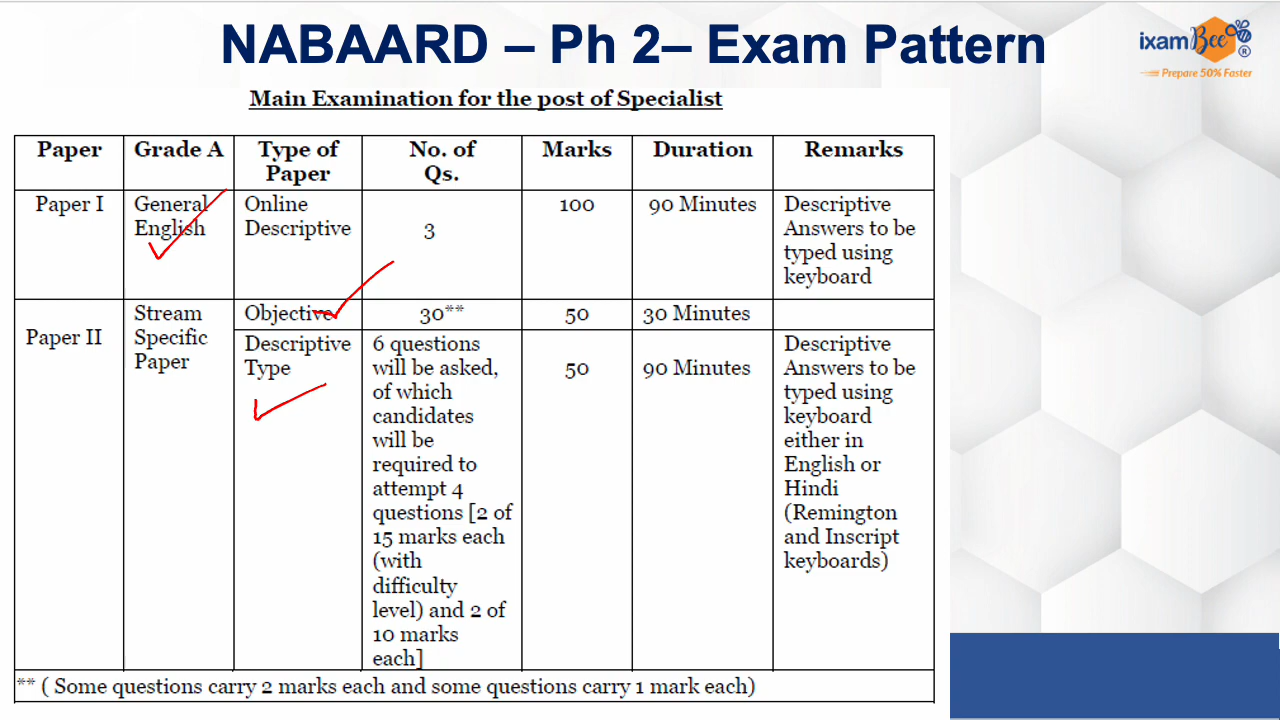 NABAARD – Ph 2– Exam Pattern
ixamBee®
Prepare 50% Faster
Main Examination for the post of Specialist
Paper
Grade A
Type of
Paper
No. of
Qs.
Marks
Duration
Remarks
Paper I
General
English
Online
Descriptive
3
100
90 Minutes
Descriptive
Answers to be
typed using
keyboard
Paper II
Stream
Specific
Paper
Objective
30**
50
30 Minutes
Descriptive
Type
6 questions
will be asked,
of which
candidates
will be
required to
attempt 4
questions [2 of
15 marks each
(with
difficulty
level) and 2 of
10 marks
each]
50
90 Minutes
Descriptive
Answers to be
typed using
keyboard
either in
English or
Hindi
(Remington
and Inscript
keyboards)
** ( Some questions carry 2 marks each and some questions carry 1 mark each)